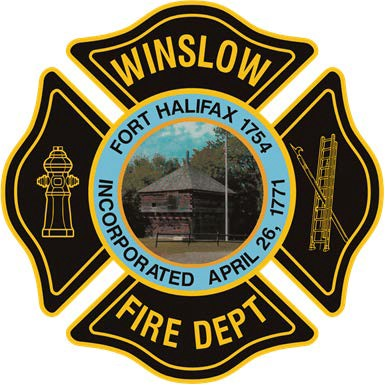 WINSLOW
FORT HALIFAX 1754
INCORPORATED APRIL 26, 1771
FIRE DEPT